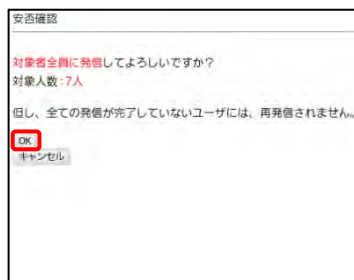 安否確認
対象者全員に発信してよろしいですか？
対象人数：7人
但し、全ての発信が完了していないユーザには、再発信されません。
OK
キャンセル